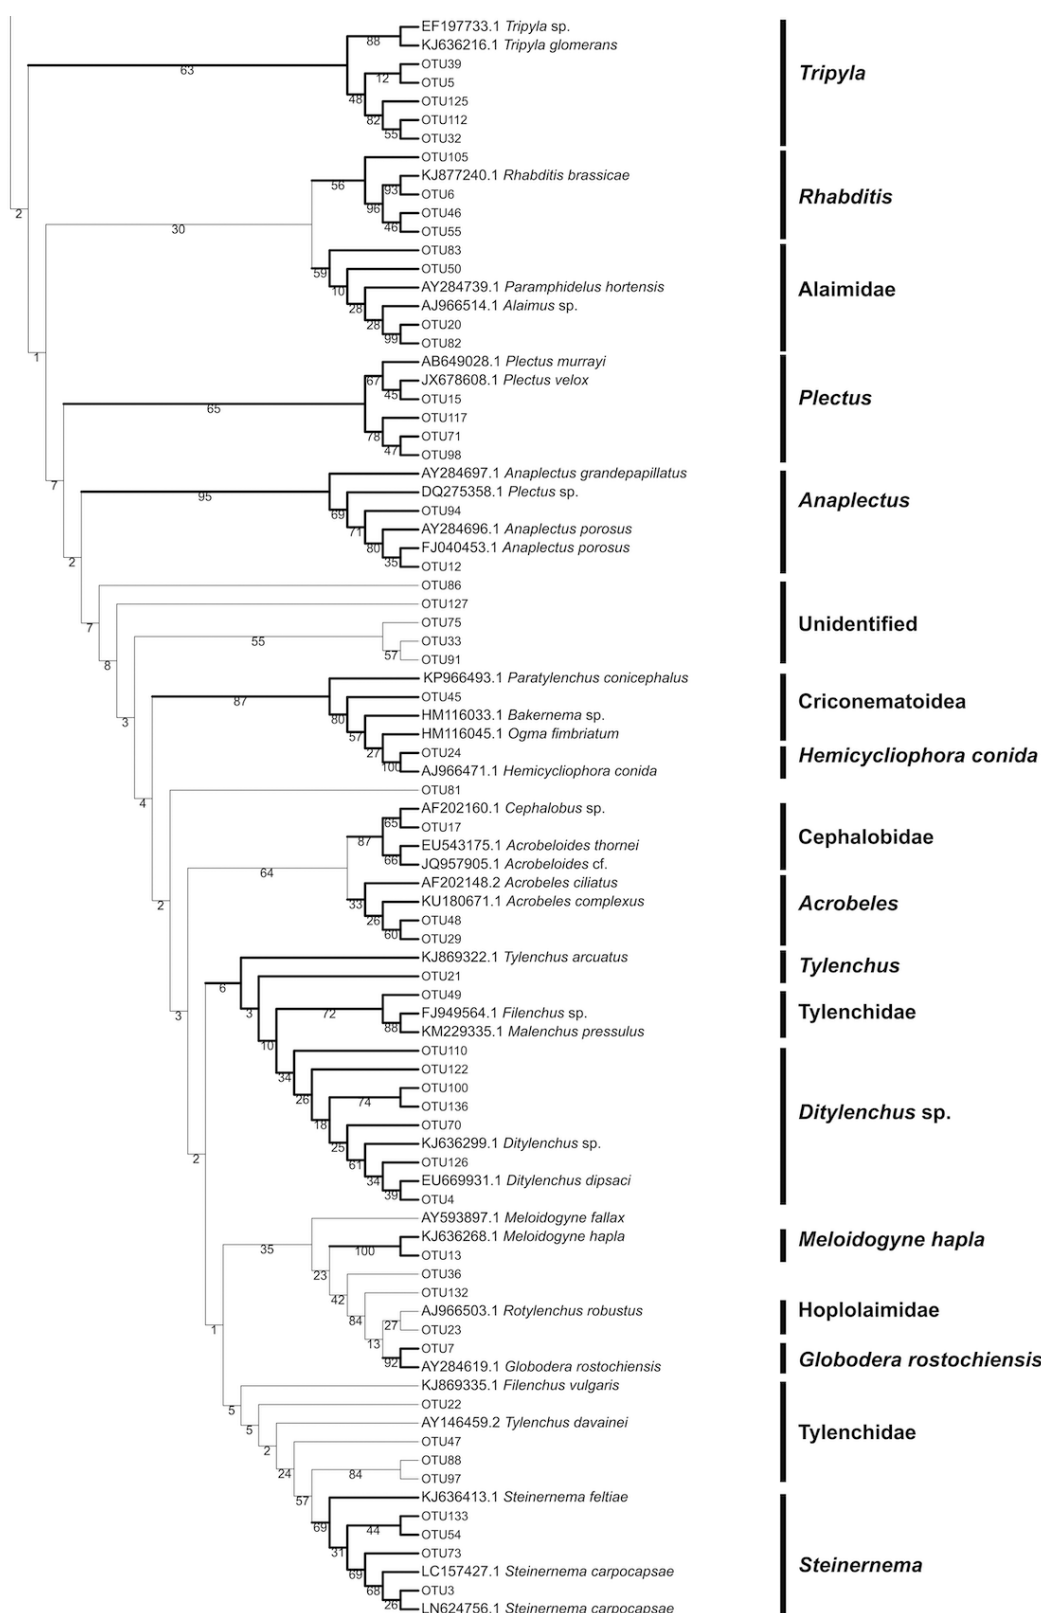 EF197733.1 Tripyla sp.
88
KJ636216.1 Tripyla glomerans
63
OTU39
Tripyla
12
OTU5
48
OTU125
82
OTU112
55
OTU32
OTU105
56
KJ877240.1 Rhabditis brassicae
93
OTU6
Rhabditis
96
OTU46
2
46
OTU55
30
OTU83
59
OTU50
10
AY284739.1 Paramphidelus hortensis
Alaimidae
28
AJ966514.1 Alaimus sp.
28
OTU20
99
OTU82
1
AB649028.1 Plectus murrayi
67
JX678608.1 Plectus velox
45
OTU15
Plectus
65
OTU117
78
OTU71
47
OTU98
AY284697.1 Anaplectus grandepapillatus
7
95
DQ275358.1 Plectus sp.
69
OTU94
Anaplectus
71
AY284696.1 Anaplectus porosus
80
FJ040453.1 Anaplectus porosus
2
35
OTU12
OTU86
OTU127
7
OTU75
Unidentified
55
OTU33
57
OTU91
8
KP966493.1 Paratylenchus conicephalus
87
OTU45
Criconematoidea
80
HM116033.1 Bakernema sp.
3
57
HM116045.1 Ogma fimbriatum
27
OTU24
Hemicycliophora conida
100
AJ966471.1 Hemicycliophora conida
OTU81
4
AF202160.1 Cephalobus sp.
65
OTU17
Cephalobidae
87
EU543175.1 Acrobeloides thornei
66
JQ957905.1 Acrobeloides cf.
64
AF202148.2 Acrobeles ciliatus
33
KU180671.1 Acrobeles complexus
Acrobeles
2
26
OTU48
60
OTU29
KJ869322.1 Tylenchus arcuatus
Tylenchus
6
OTU21
OTU49
3
3
72
FJ949564.1 Filenchus sp.
Tylenchidae
88
KM229335.1 Malenchus pressulus
10
OTU110
34
OTU122
26
OTU100
74
OTU136
Ditylenchus sp.
18
OTU70
25
KJ636299.1 Ditylenchus sp.
2
61
OTU126
34
EU669931.1 Ditylenchus dipsaci
39
OTU4
AY593897.1 Meloidogyne fallax
35
KJ636268.1 Meloidogyne hapla
Meloidogyne hapla
100
OTU13
23
OTU36
42
OTU132
84
AJ966503.1 Rotylenchus robustus
Hoplolaimidae
27
OTU23
1
13
OTU7
92
AY284619.1 Globodera rostochiensis
Globodera rostochiensis
KJ869335.1 Filenchus vulgaris
5
OTU22
5
AY146459.2 Tylenchus davainei
Tylenchidae
2
OTU47
24
OTU88
84
OTU97
57
KJ636413.1 Steinernema feltiae
69
OTU133
44
OTU54
31
OTU73
Steinernema
69
LC157427.1 Steinernema carpocapsae
68
OTU3
26
LN624756.1 Steinernema carpocapsae